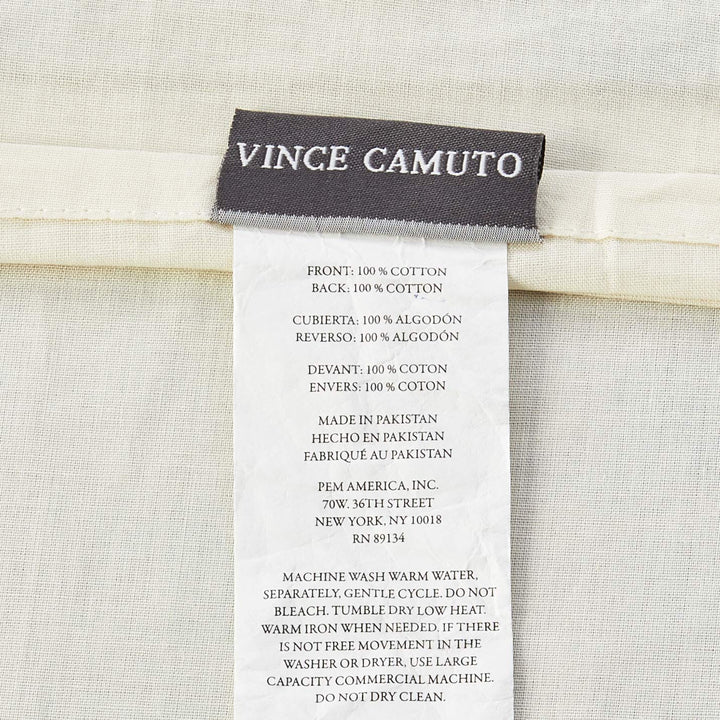 VINCE CAMUTO
FRONT: 100 % COTTON
BACK: 100 % COTTON
CUBIERTA: 100 % ALGODÓN
REVERSO: 100 % ALGODÓN
DEVANT: 100 % COTON
ENVERS: 100 % COTON
MADE IN PAKISTAN
HECHO EN PAKISTAN
FABRIQUÉ AU PAKISTAN
PEM AMERICA, INC.
70W. 36TH STREET
NEW YORK, NY 10018
RN 89134
MACHINE WASH WARM WATER,
SEPARATELY, GENTLE CYCLE. DO NOT
BLEACH. TUMBLE DRY LOW HEAT.
WARM IRON WHEN NEEDED. IF THERE
IS NOT FREE MOVEMENT IN THE
WASHER OR DRYER, USE LARGE
CAPACITY COMMERCIAL MACHINE.
DO NOT DRY CLEAN.